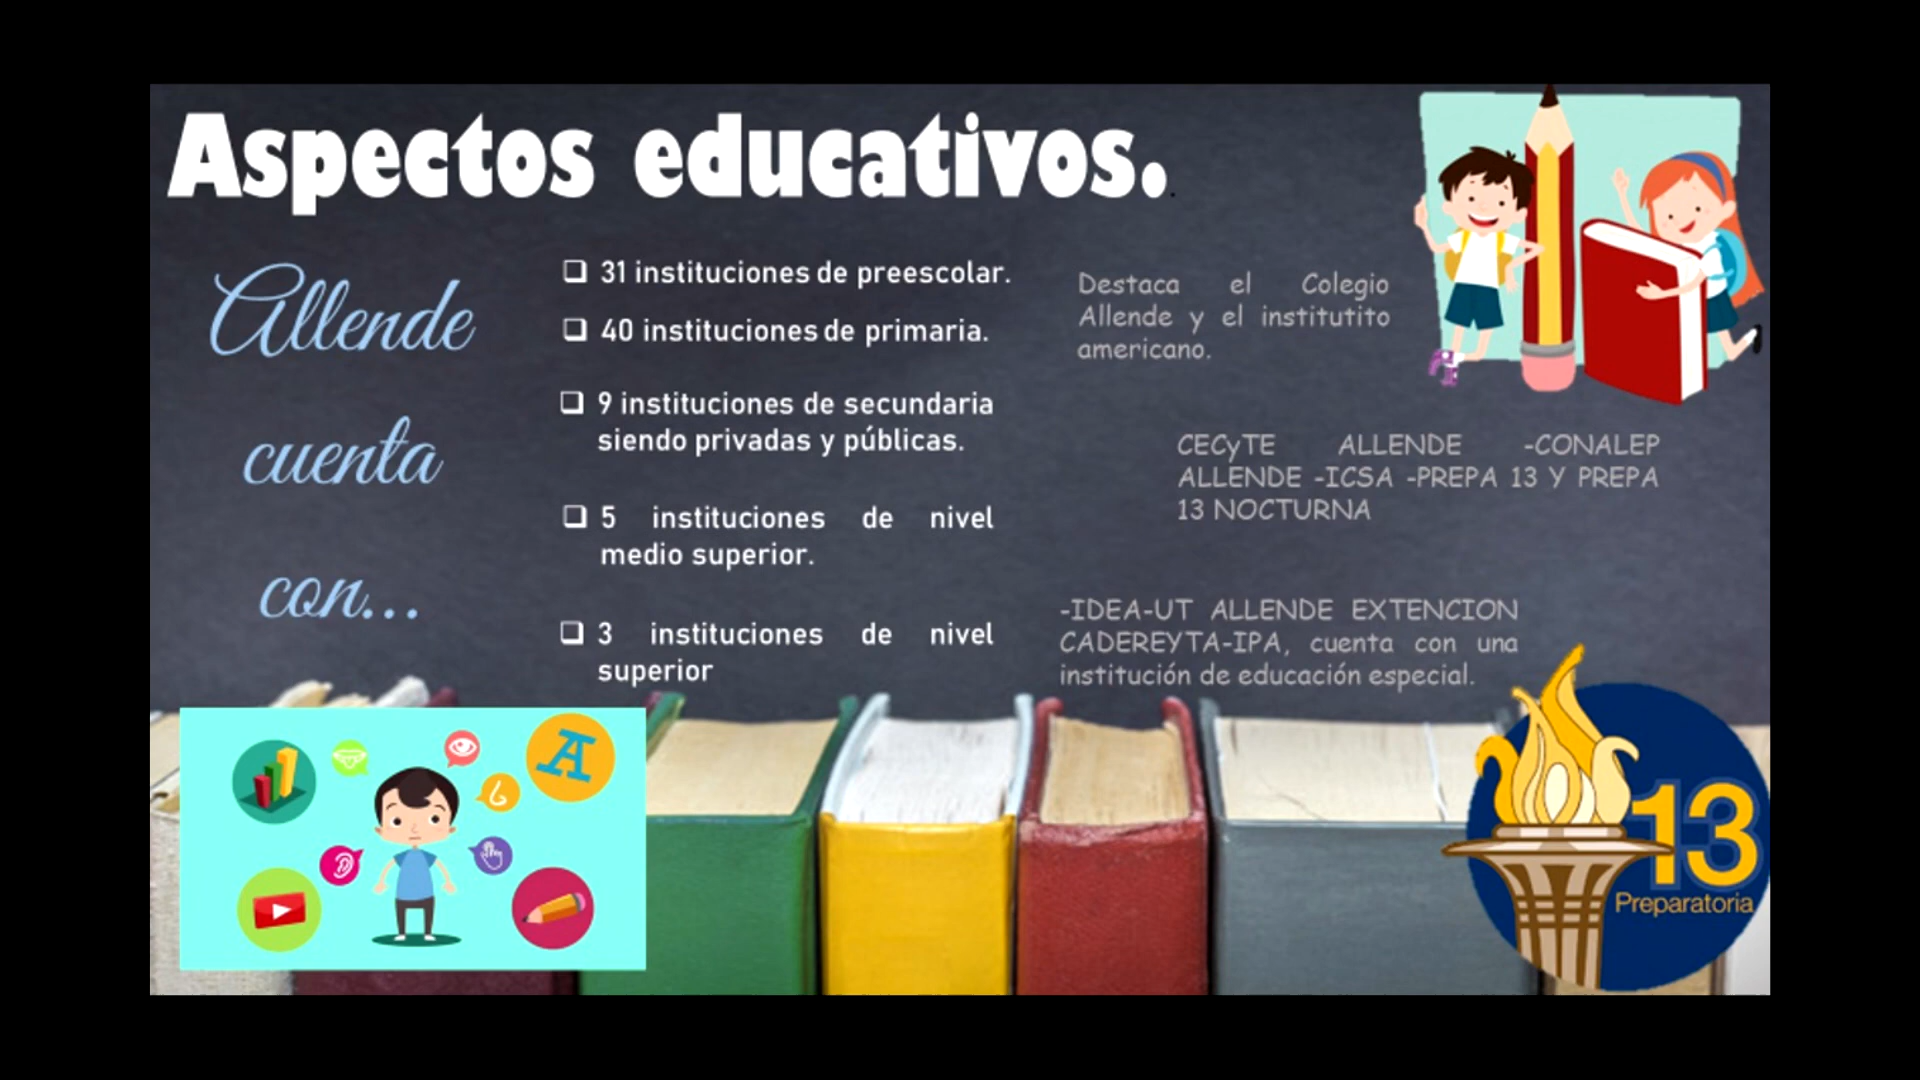 Aspectos educativos.
Allende
cuenta
con...
❑ 31 instituciones de preescolar.
❑ 40 instituciones de primaria.
❑ 9 instituciones de secundaria
siendo privadas y públicas.
❑ 5 instituciones de nivel
medio superior.
❑ 3 instituciones de nivel
superior
Destaca el Colegio
Allende y el institutito
americano.
CECyTE ALLENDE -CONALEP
ALLENDE -ICSA -PREPA 13 Y PREPA
13 NOCTURNA
-IDEA-UT ALLENDE EXTENCION
CADEREYTA-IPA, cuenta con una
institución de educación especial.
A
13
Preparatoria